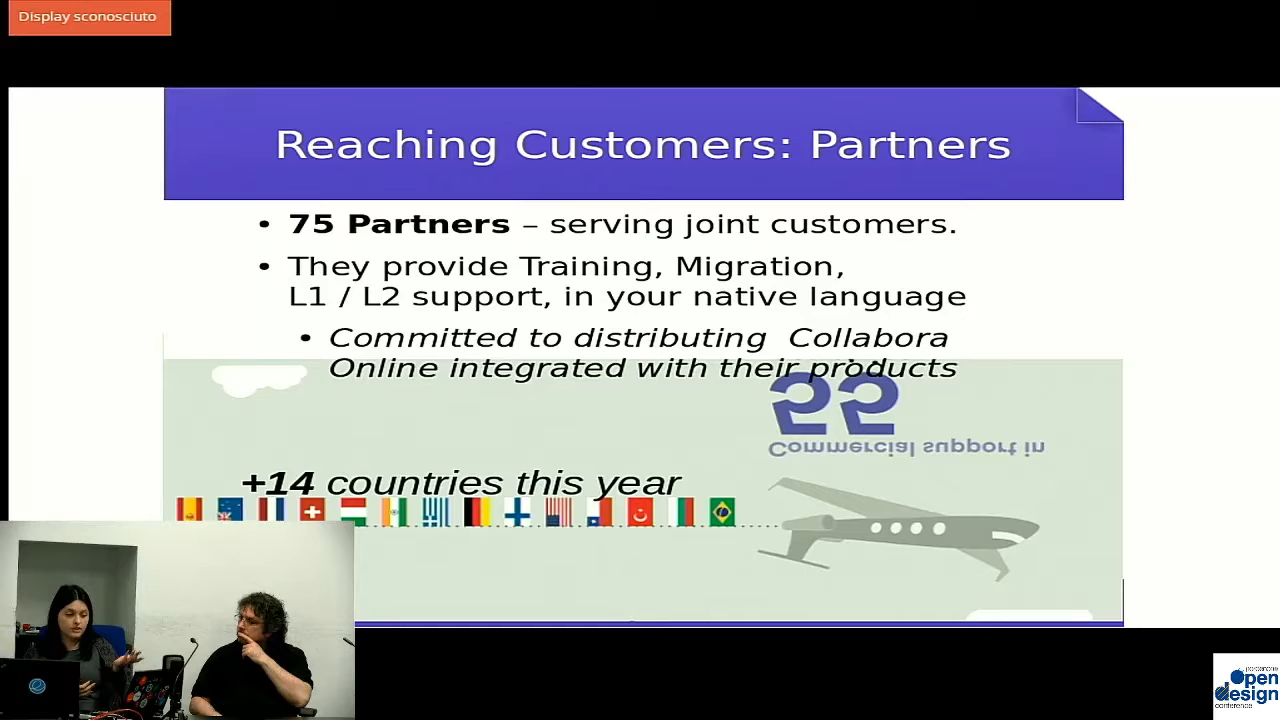 Display sconosciuto
Reaching Customers: Partners
• 75 Partners – serving joint customers.
• They provide Training, Migration,
L1 / L2 support, in your native language
• Committed to distributing Collabora
Online integrated with their products
55
Commercial support in
+14 countries this year
pordenone
open
design
conference